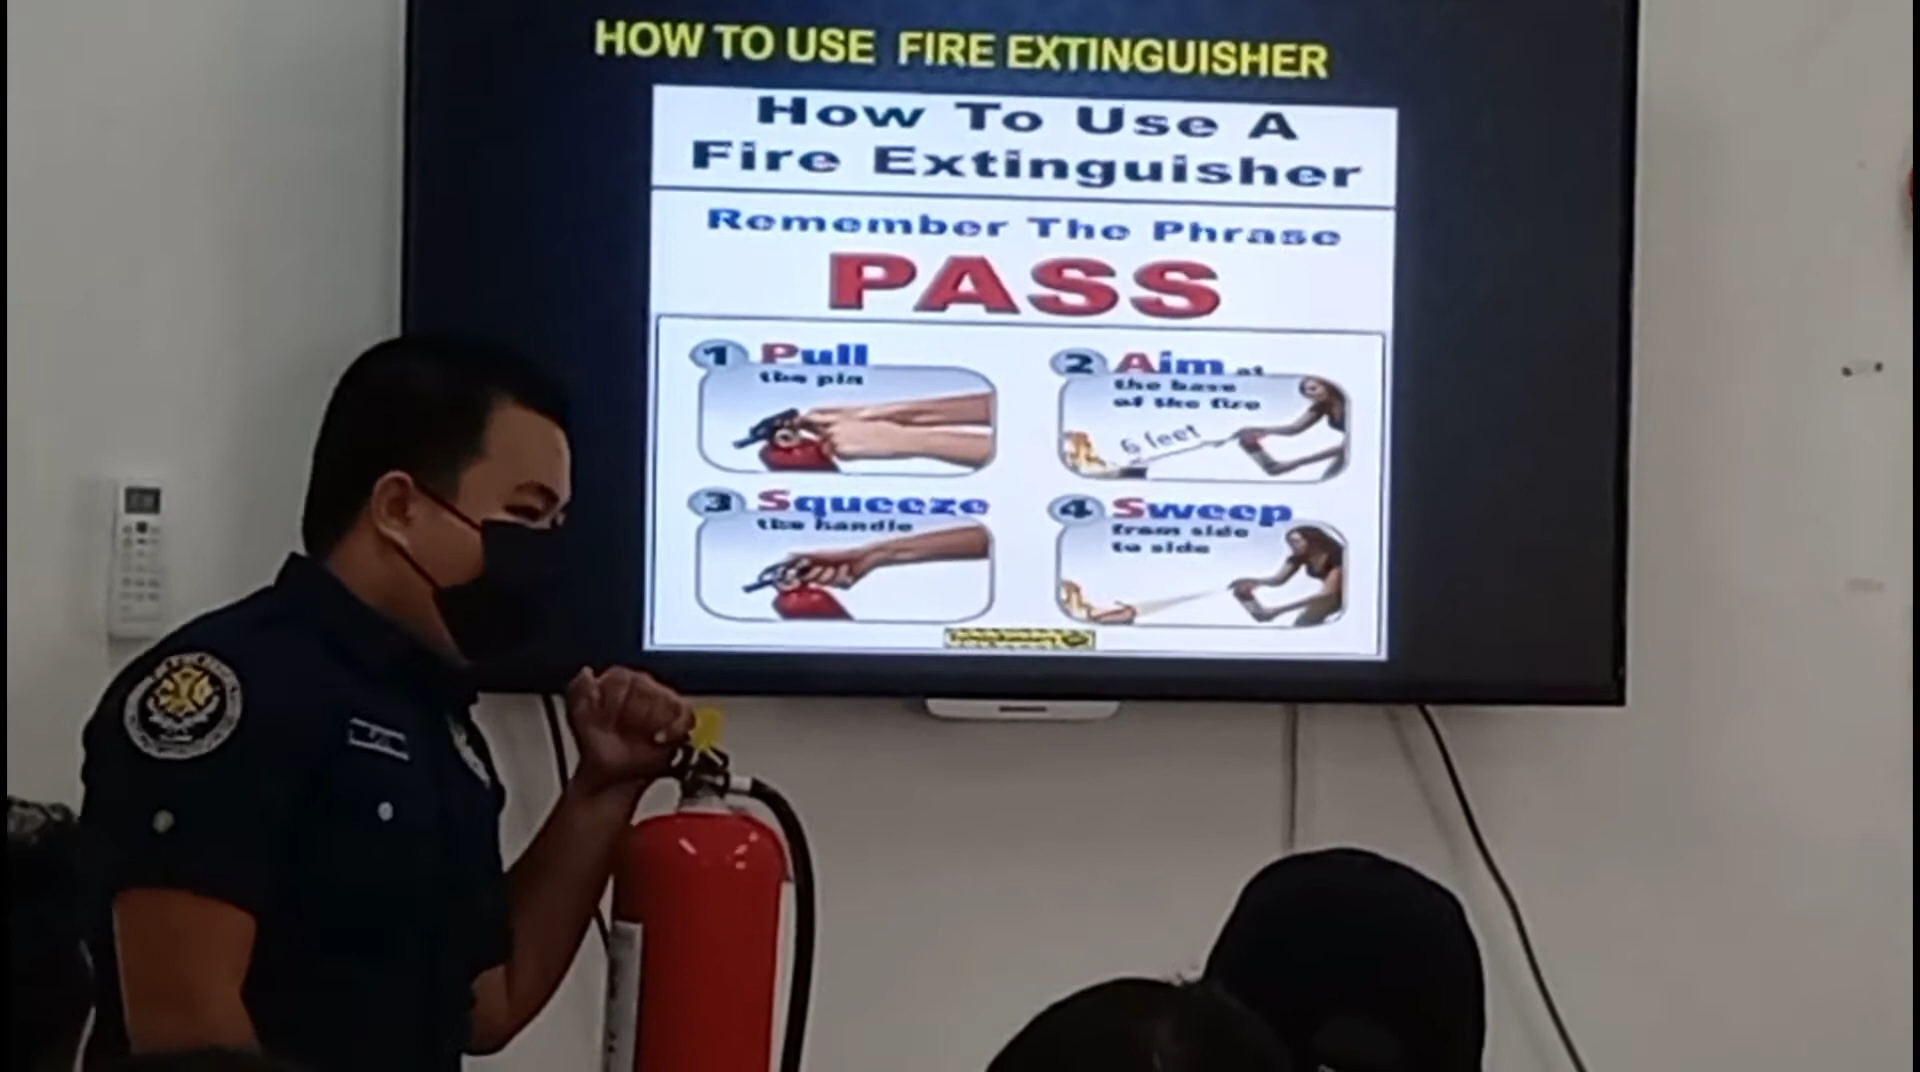 HOW TO USE FIRE EXTINGUISHER
How To Use A
Fire Extinguisher
Remember The Phrase
PASS
1 Pull
the pin
2 Aim at
the base
of the fire
6 feet
3 Squeeze
the handle
4 Sweep
from side
to side